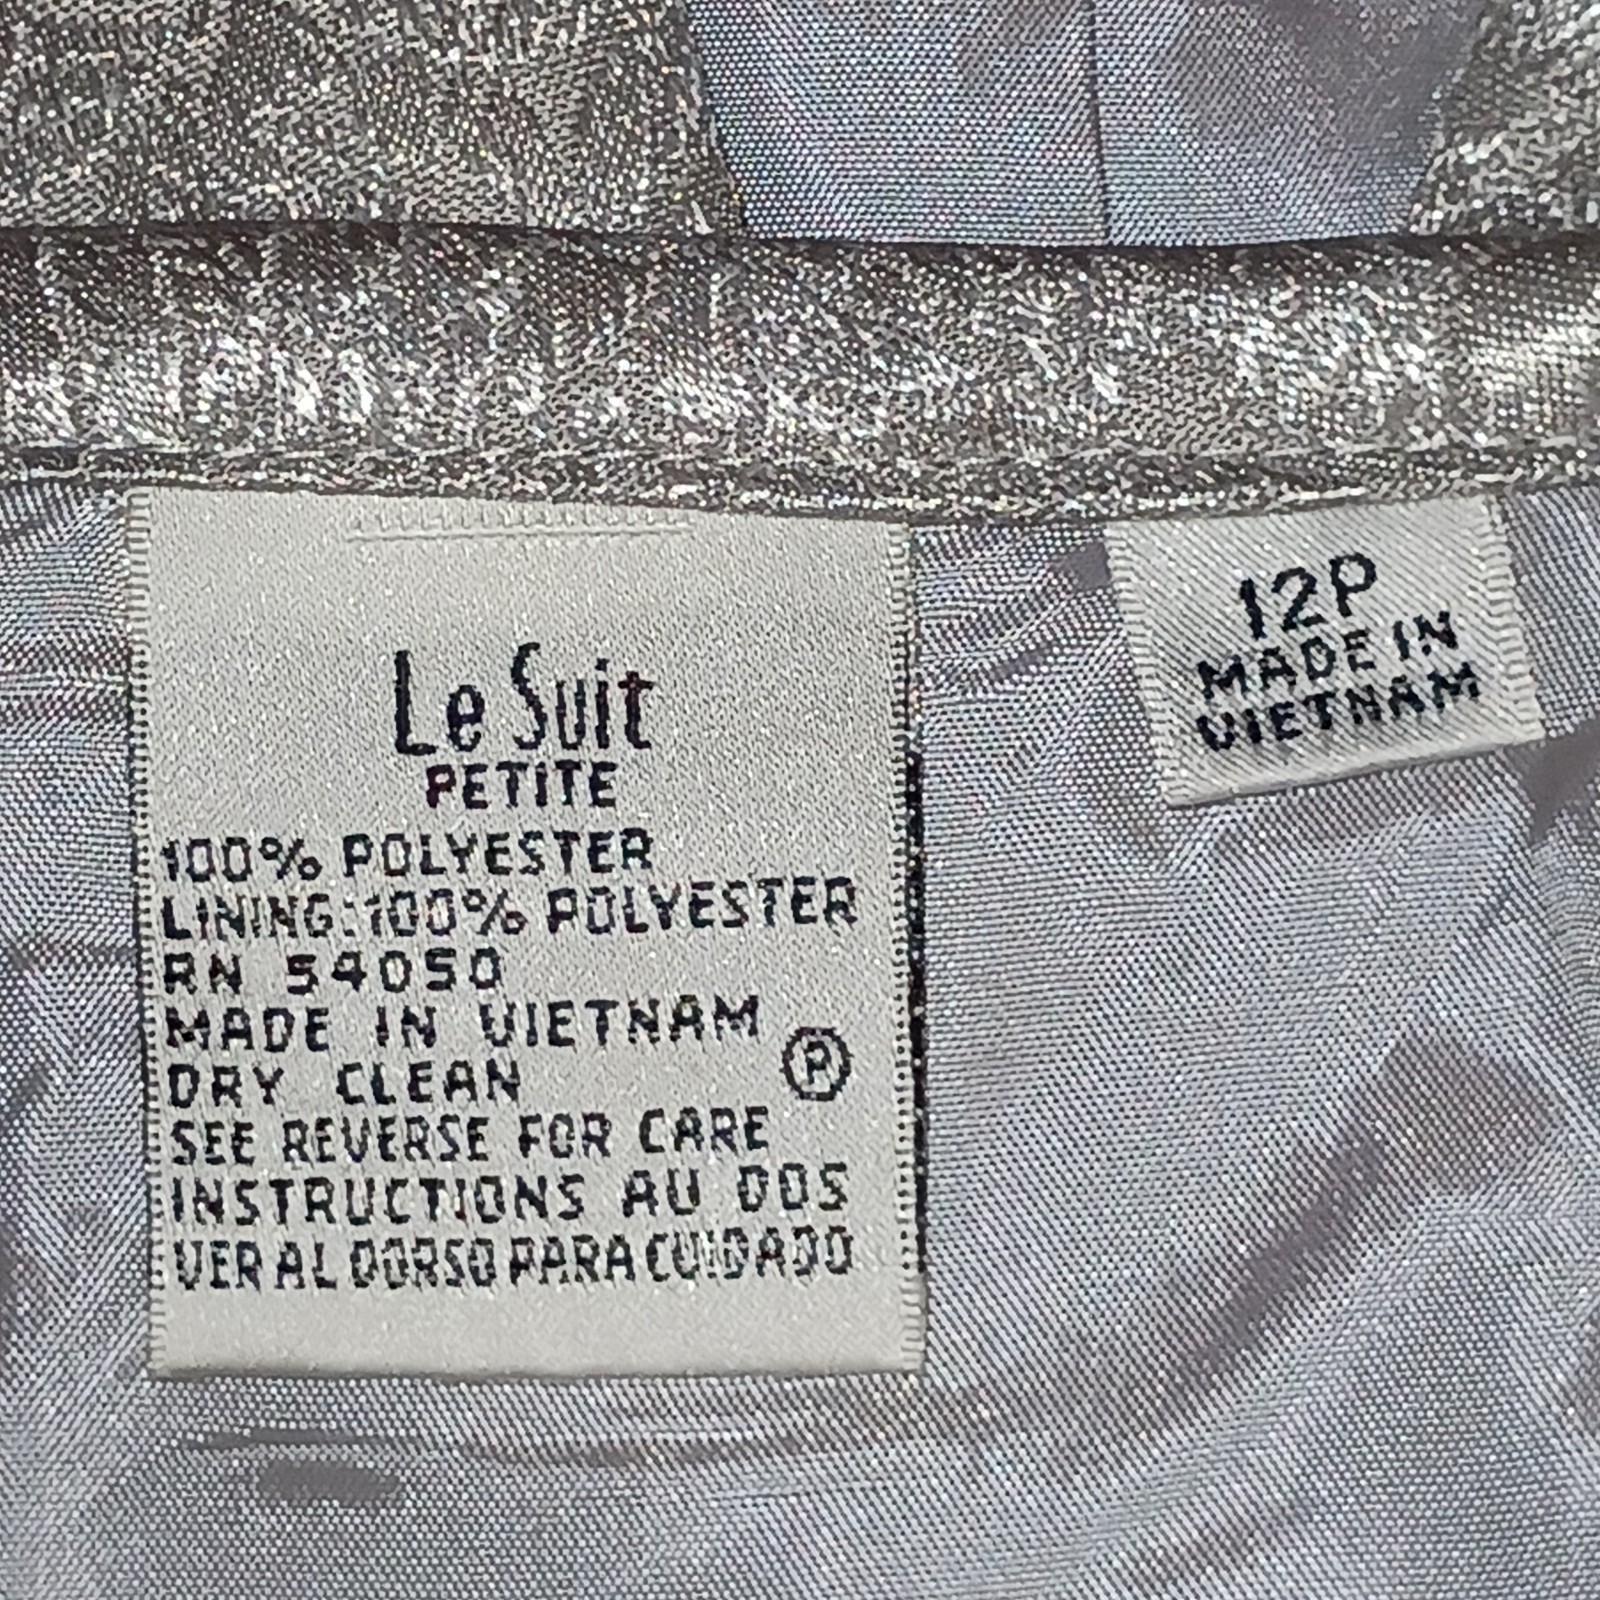 Le Suit
PETITE
100% POLYESTER
LINING:100% POLYESTER
RN 54050
MADE IN VIETNAM
DRY CLEAN Ⓟ
SEE REVERSE FOR CARE
INSTRUCTIONS AU DOS
VER AL DORSO PARA CUIDADO
12P
MADE IN
VIETNAM